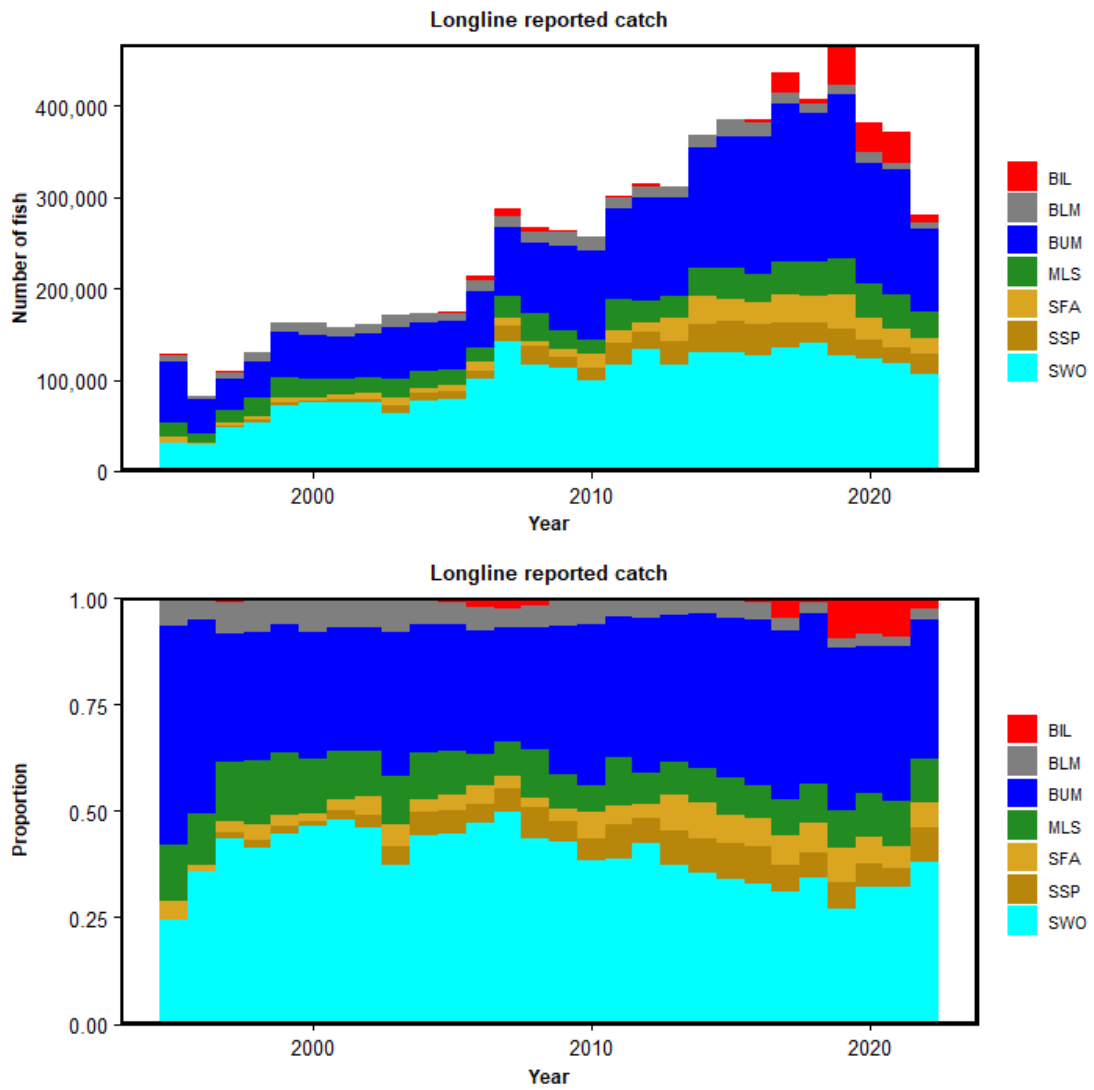 Longline reported catch
Number of fish
400,000
300,000
200,000
100,000
0
2000
2010
2020
Year
BIL
BLM
BUM
MLS
SFA
SSP
SWO
Longline reported catch
Proportion
1.00
0.75
0.50
0.25
0.00
2000
2010
2020
Year
BIL
BLM
BUM
MLS
SFA
SSP
SWO